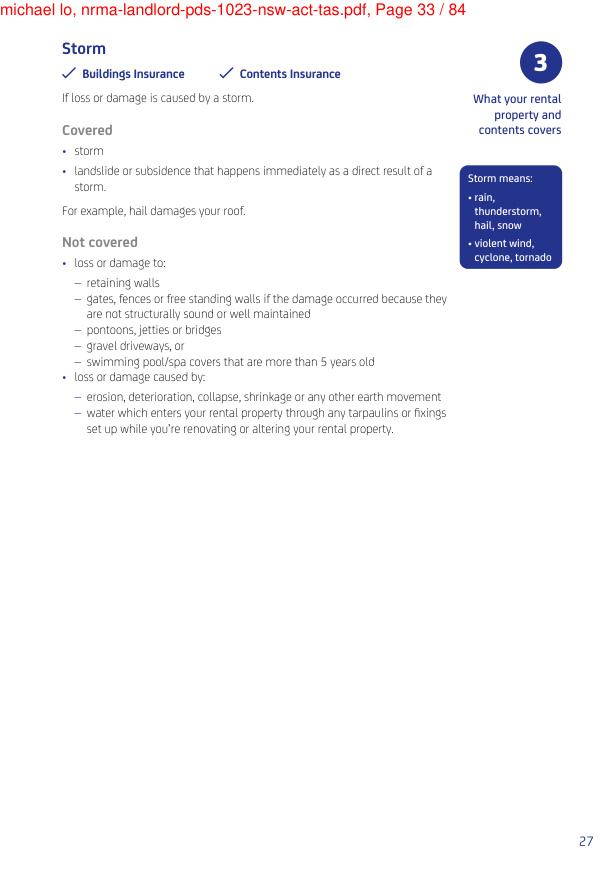 michael lo, nrma-landlord-pds-1023-nsw-act-tas.pdf, Page 33 / 84
Storm
Buildings Insurance
Contents Insurance
If loss or damage is caused by a storm.
Covered
• storm
• landslide or subsidence that happens immediately as a direct result of a
storm.
For example, hail damages your roof.
Not covered
• loss or damage to:
– retaining walls
– gates, fences or free standing walls if the damage occurred because they
are not structurally sound or well maintained
– pontoons, jetties or bridges
– gravel driveways, or
– swimming pool/spa covers that are more than 5 years old
• loss or damage caused by:
– erosion, deterioration, collapse, shrinkage or any other earth movement
– water which enters your rental property through any tarpaulins or fixings
set up while you're renovating or altering your rental property.
3
What your rental
property and
contents covers
Storm means:
• rain,
thunderstorm,
hail, snow
• violent wind,
cyclone, tornado
27